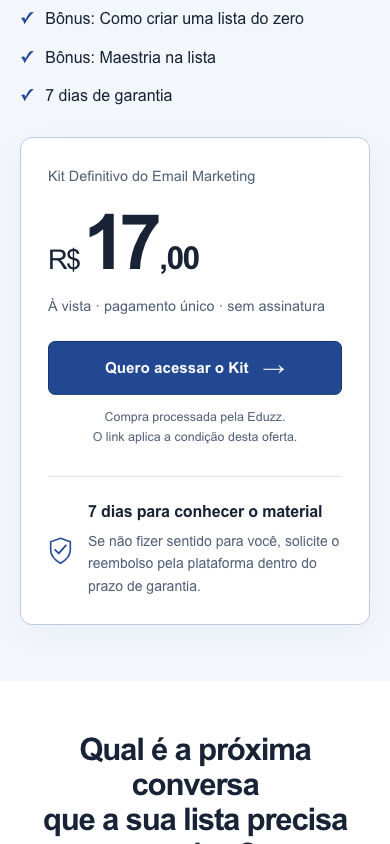 ✓ Bônus: Como criar uma lista do zero
✓ Bônus: Maestria na lista
✓ 7 dias de garantia
Kit Definitivo do Email Marketing
R$ 17,00
À vista · pagamento único · sem assinatura
Quero acessar o Kit →
Compra processada pela Eduzz.
O link aplica a condição desta oferta.
7 dias para conhecer o material
Se não fizer sentido para você, solicite o
reembolso pela plataforma dentro do
prazo de garantia.
Qual é a próxima
conversa
que a sua lista precisa